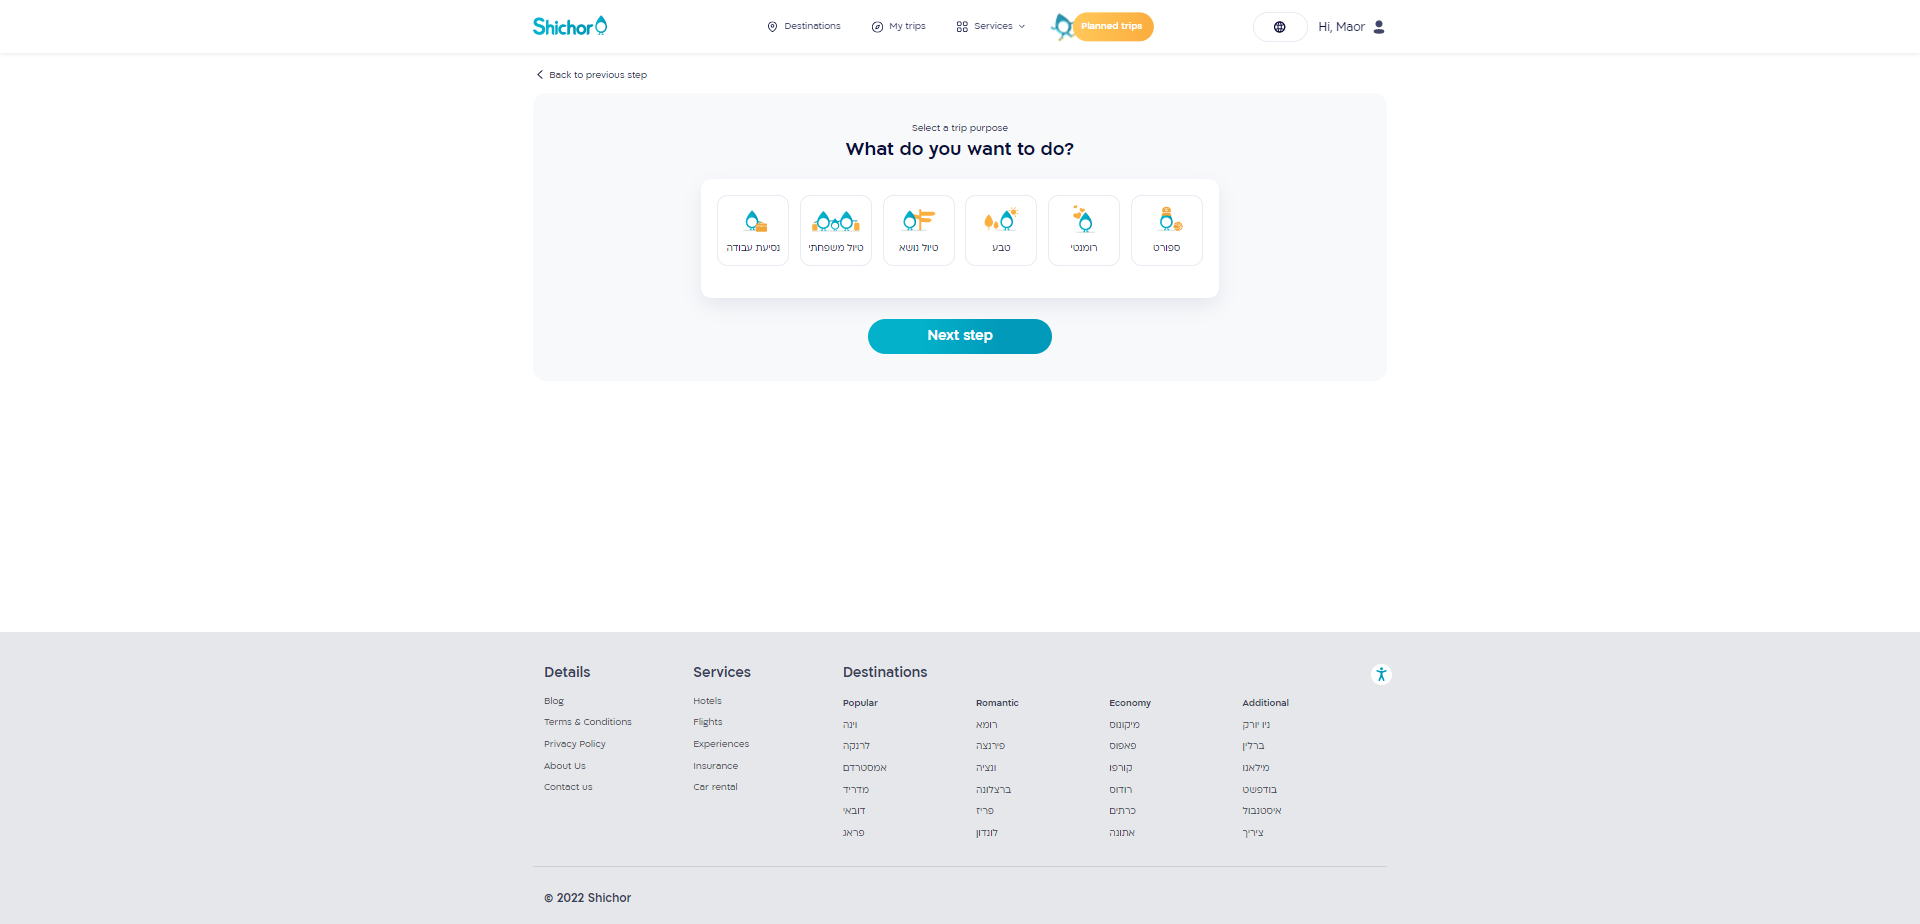 Shichor
Destinations
My trips
Services
Planned trips
Hi, Maor
Back to previous step
Select a trip purpose
What do you want to do?
נסיעת עבודה
טיול משפחתי
טיול נושא
טבע
רומנטי
ספורט
Next step
Details
Blog
Terms & Conditions
Privacy Policy
About Us
Contact us
Services
Hotels
Flights
Experiences
Insurance
Car rental
Destinations
Popular
וינה
לרנקה
אמסטרדם
מדריד
דובאי
פראג
Romantic
רומא
פירנצה
ונציה
ברצלונה
פריז
לונדון
Economy
מיקונוס
פאפוס
קורפו
רודוס
כרתים
אתונה
Additional
ניו יורק
ברלין
מילאנו
בודפשט
איסטנבול
ציריך
© 2022 Shichor